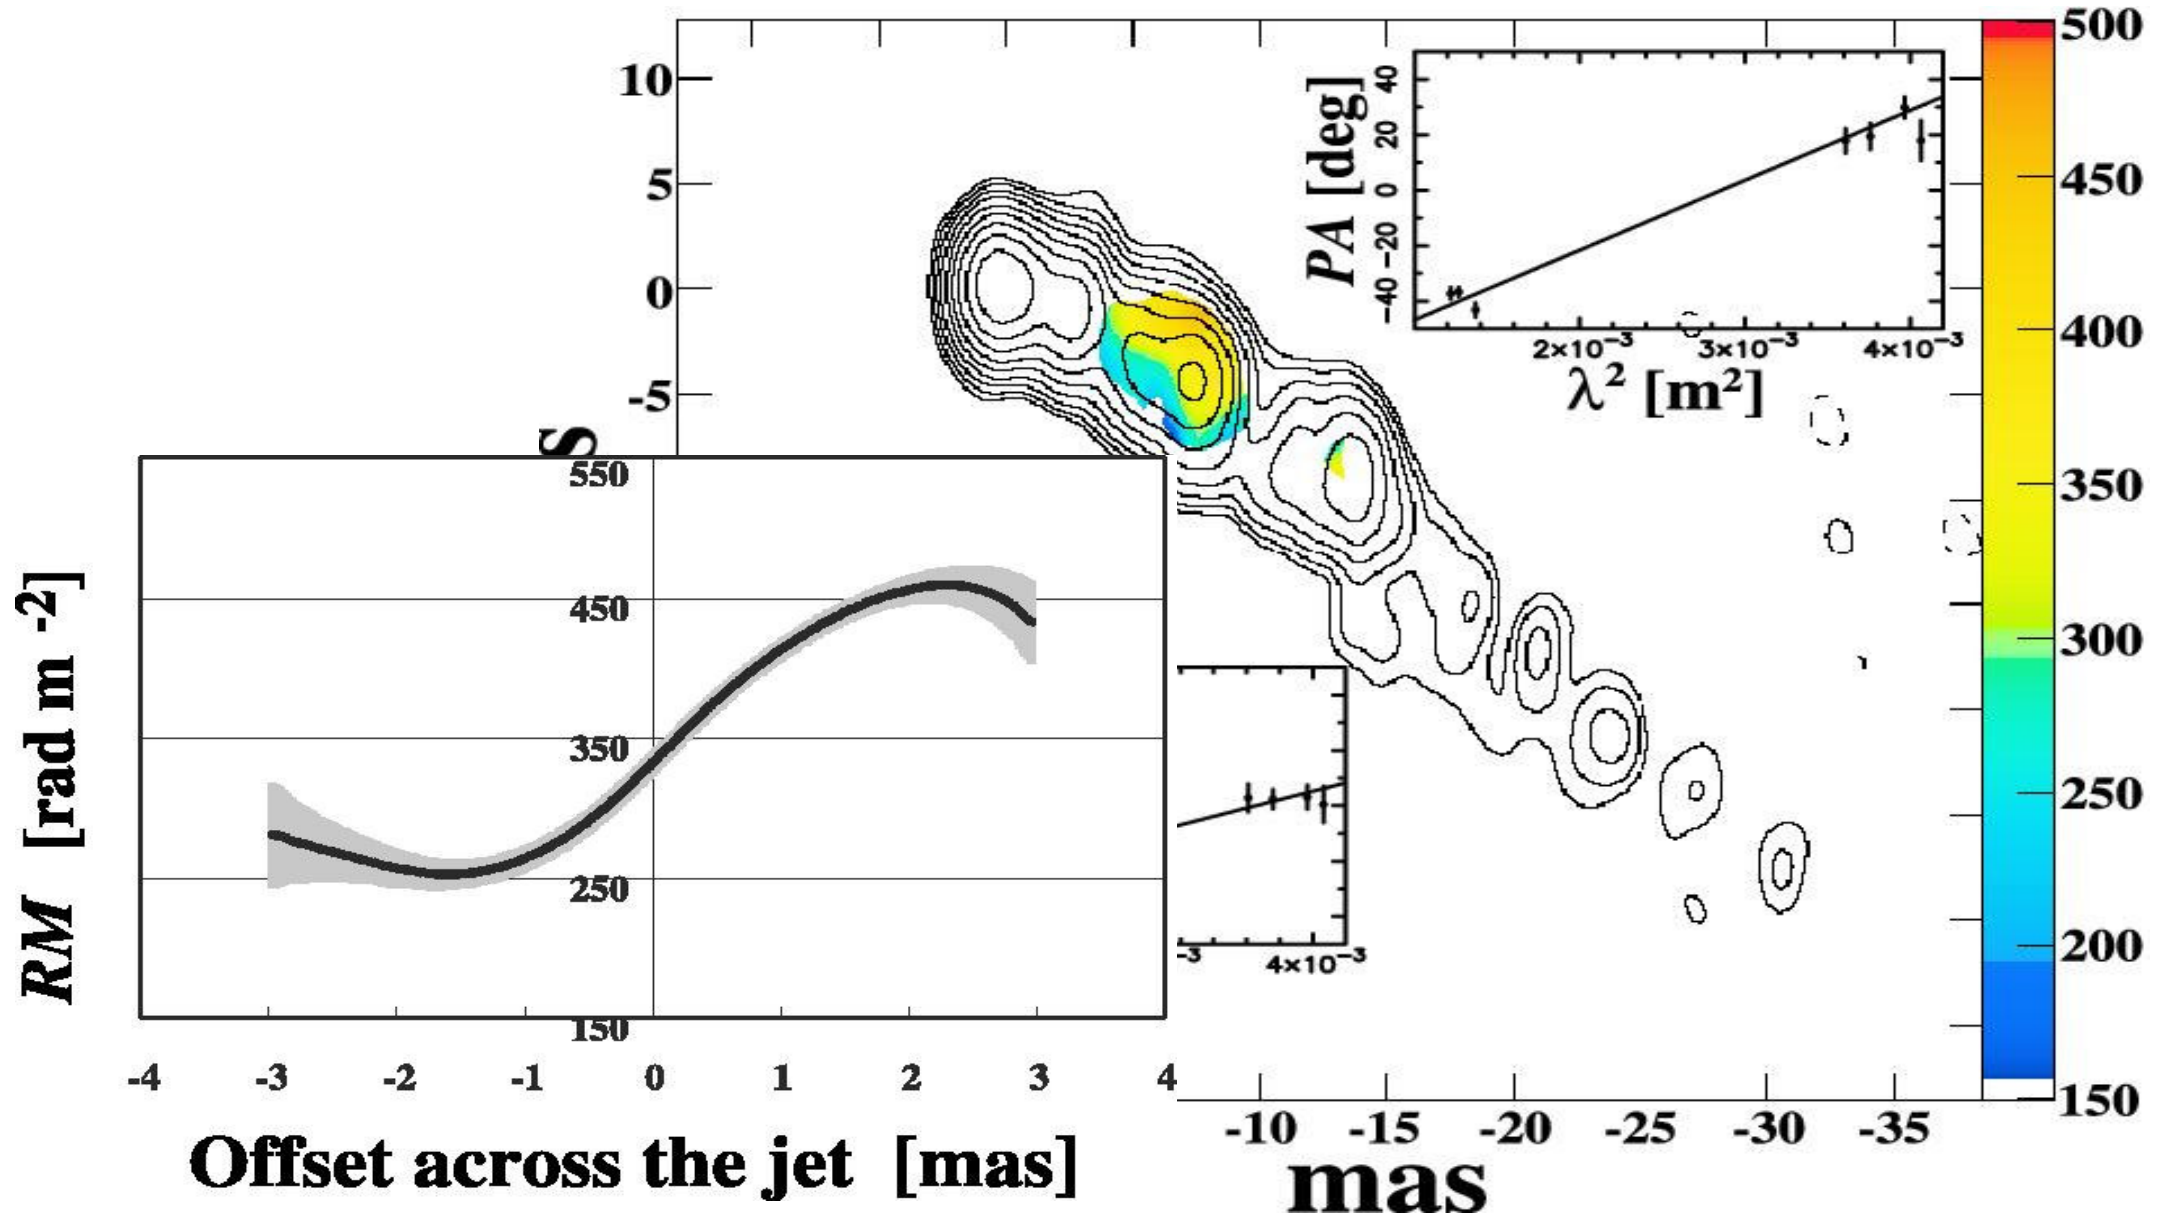 10
5
0
-5
S
PA [deg]
40
20
0
-20
-40
2×10⁻³ 3×10⁻³ 4×10⁻³
λ² [m²]
500
450
400
350
300
250
200
150
RM [rad m -2]
550
450
350
250
150
-4 -3 -2 -1 0 1 2 3 4
Offset across the jet [mas]
-3 4×10⁻³
-10 -15 -20 -25 -30 -35
mas